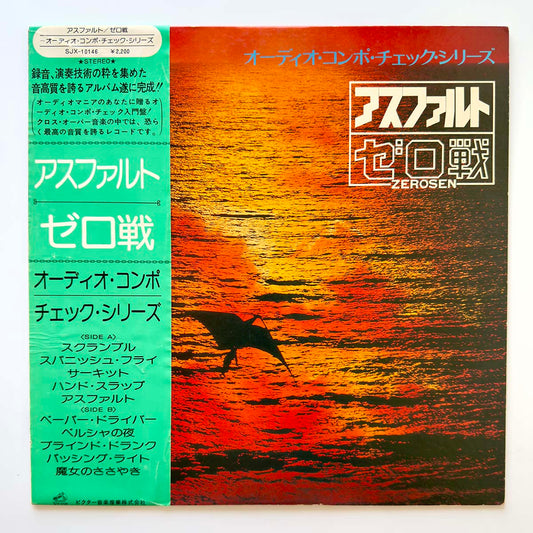 アスファルト/ゼロ戦
〜オーディオ・コンポ・チェック・シリーズ
SJX-10146 ¥2,200
★STEREO★
録音、演奏技術の粋を集めた
音高質を誇るアルバム遂に完成!!
(オーディオマニアのあなたに贈るオ
ーディオ・コンポ・チェック入門盤!
クロス・オーバー音楽の中では、恐ら
く最高の音質を誇るレコードです。)
アスファルト
ゼロ戦
オーディオ・コンポ
チェック・シリーズ
〈SIDE A〉
スクランブル
スパニッシュ・フライ
サーキット
ハンド・スラップ
アスファルト
〈SIDE B〉
ペーパー・ドライバー
ペルシャの夜
ブラインド・ドランク
パッシング・ライト
魔女のささやき
ビクター音楽産業株式会社
オーディオ・コンポ・チェック・シリーズ
アスファルト
ゼロ戦
ZEROSEN